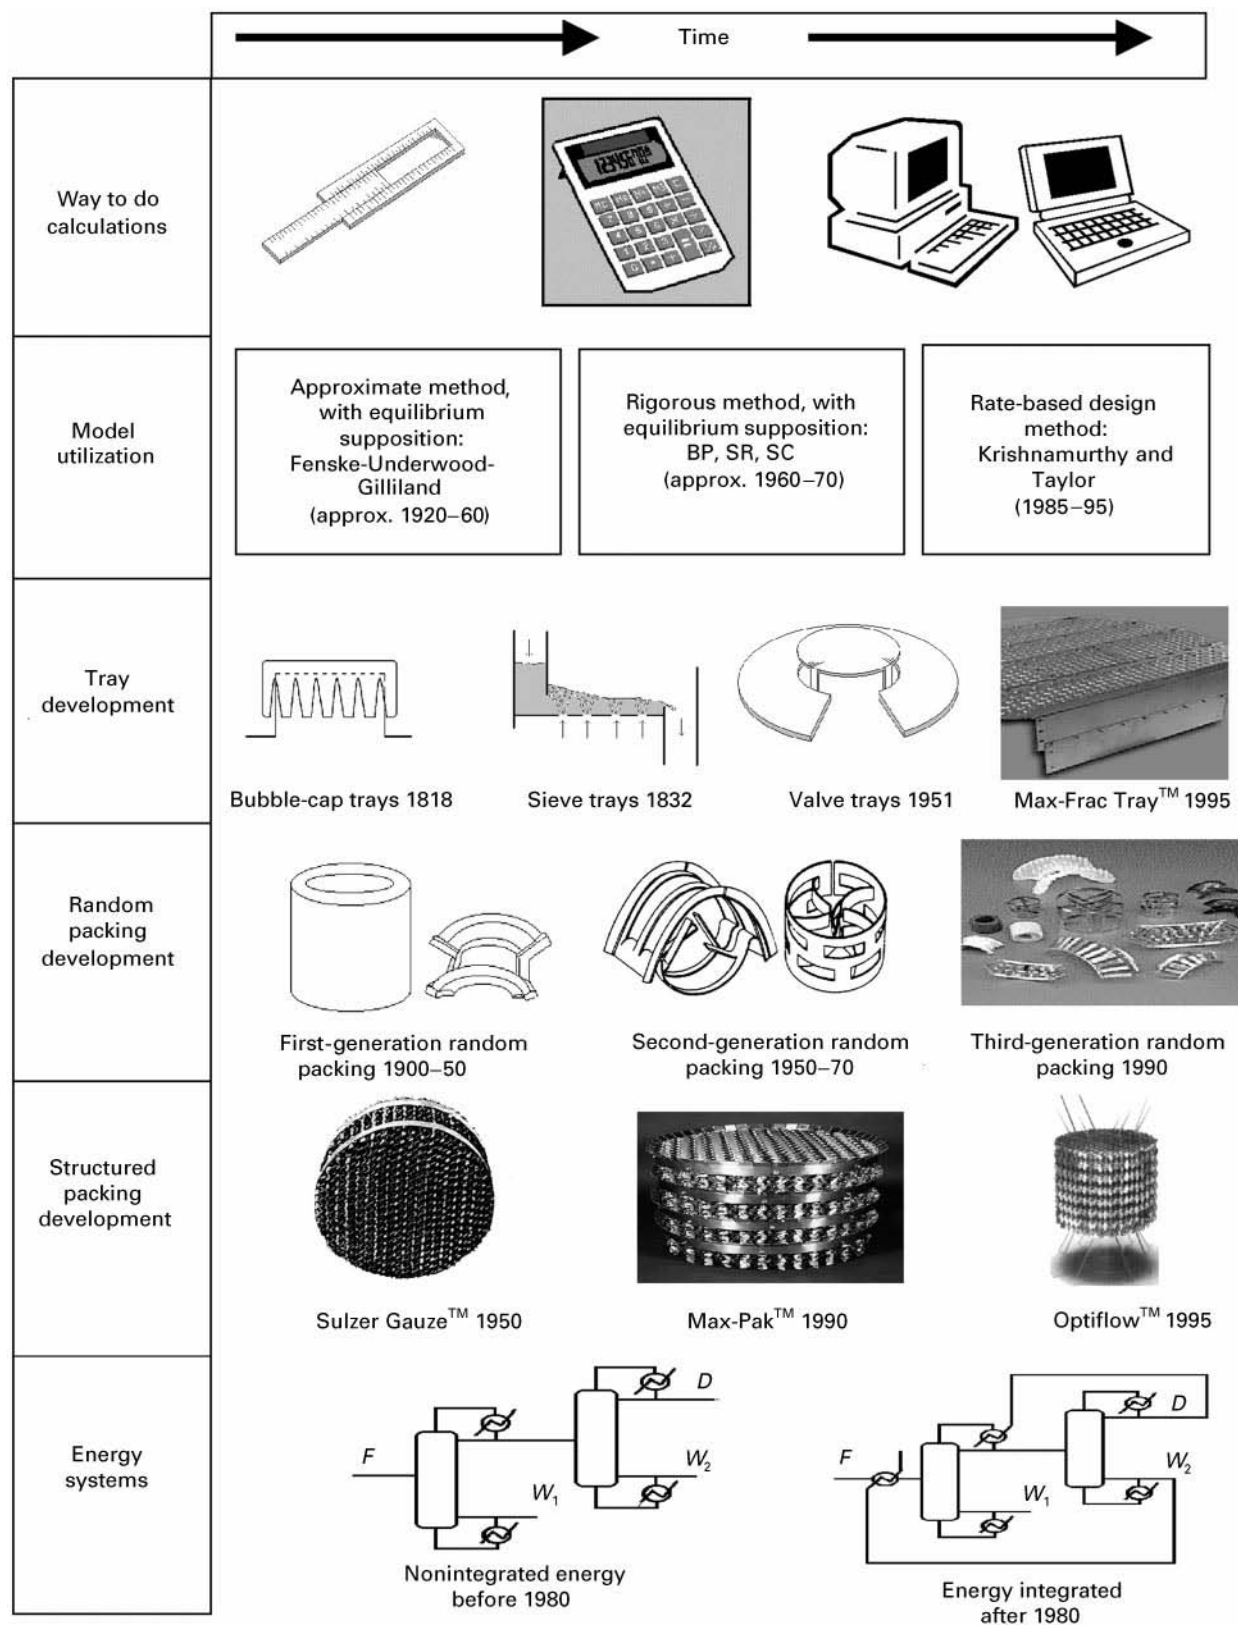 Time
Way to do
calculations
Model
utilization
Approximate method,
with equilibrium
supposition:
Fenske-Underwood-
Gilliland
(approx. 1920–60)
Rigorous method, with
equilibrium supposition:
BP, SR, SC
(approx. 1960–70)
Rate-based design
method:
Krishnamurthy and
Taylor
(1985–95)
Tray
development
Bubble-cap trays 1818
Sieve trays 1832
Valve trays 1951
Max-Frac Tray™ 1995
Random
packing
development
First-generation random
packing 1900–50
Second-generation random
packing 1950–70
Third-generation random
packing 1990
Structured
packing
development
Sulzer Gauze™ 1950
Max-Pak™ 1990
Optiflow™ 1995
Energy
systems
F
D
W1
W2
Nonintegrated energy
before 1980
F
D
W1
W2
Energy integrated
after 1980